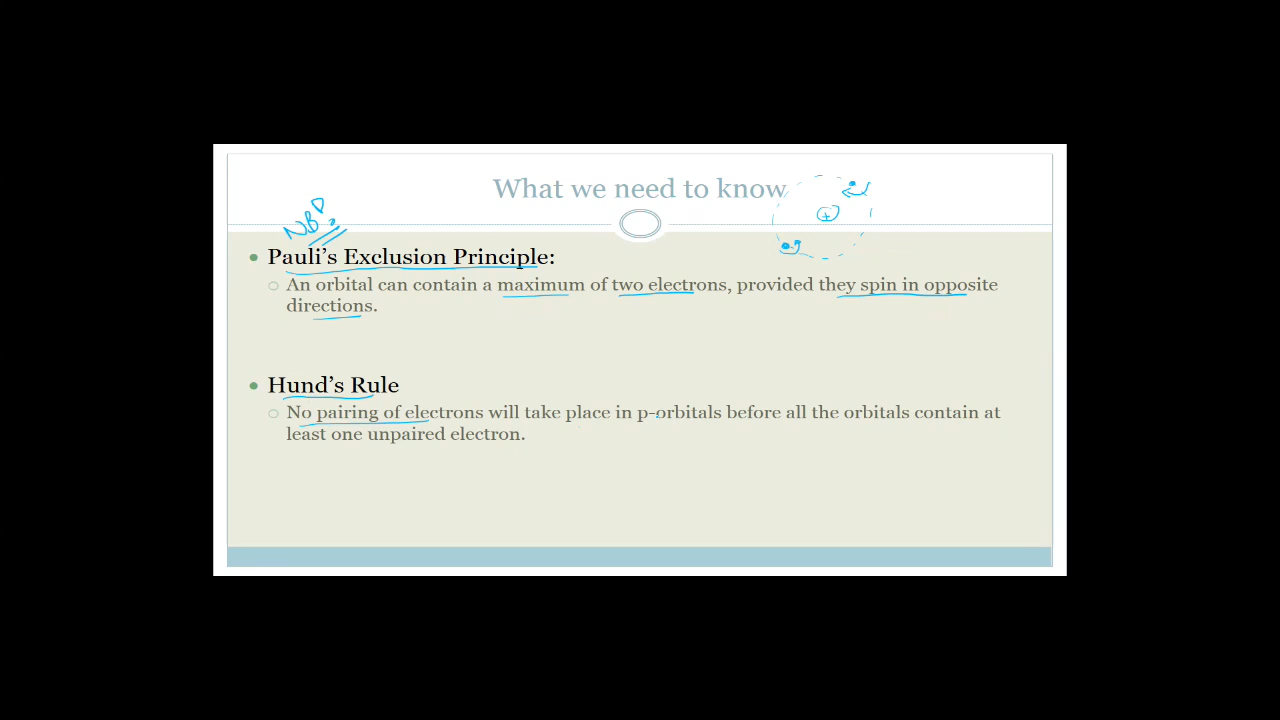 What we need to know
NB
+
Pauli's Exclusion Principle:
An orbital can contain a maximum of two electrons, provided they spin in opposite
directions.
Hund's Rule
No pairing of electrons will take place in p-orbitals before all the orbitals contain at
least one unpaired electron.